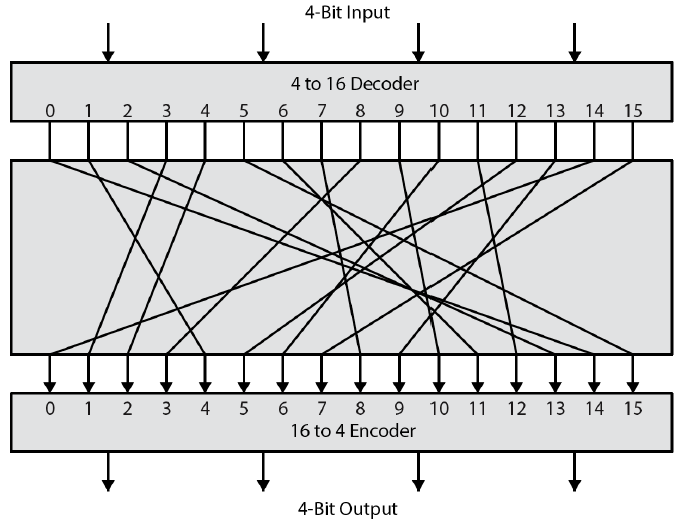 4-Bit Input
4 to 16 Decoder
0 1 2 3 4 5 6 7 8 9 10 11 12 13 14 15
0 1 2 3 4 5 6 7 8 9 10 11 12 13 14 15
16 to 4 Encoder
4-Bit Output